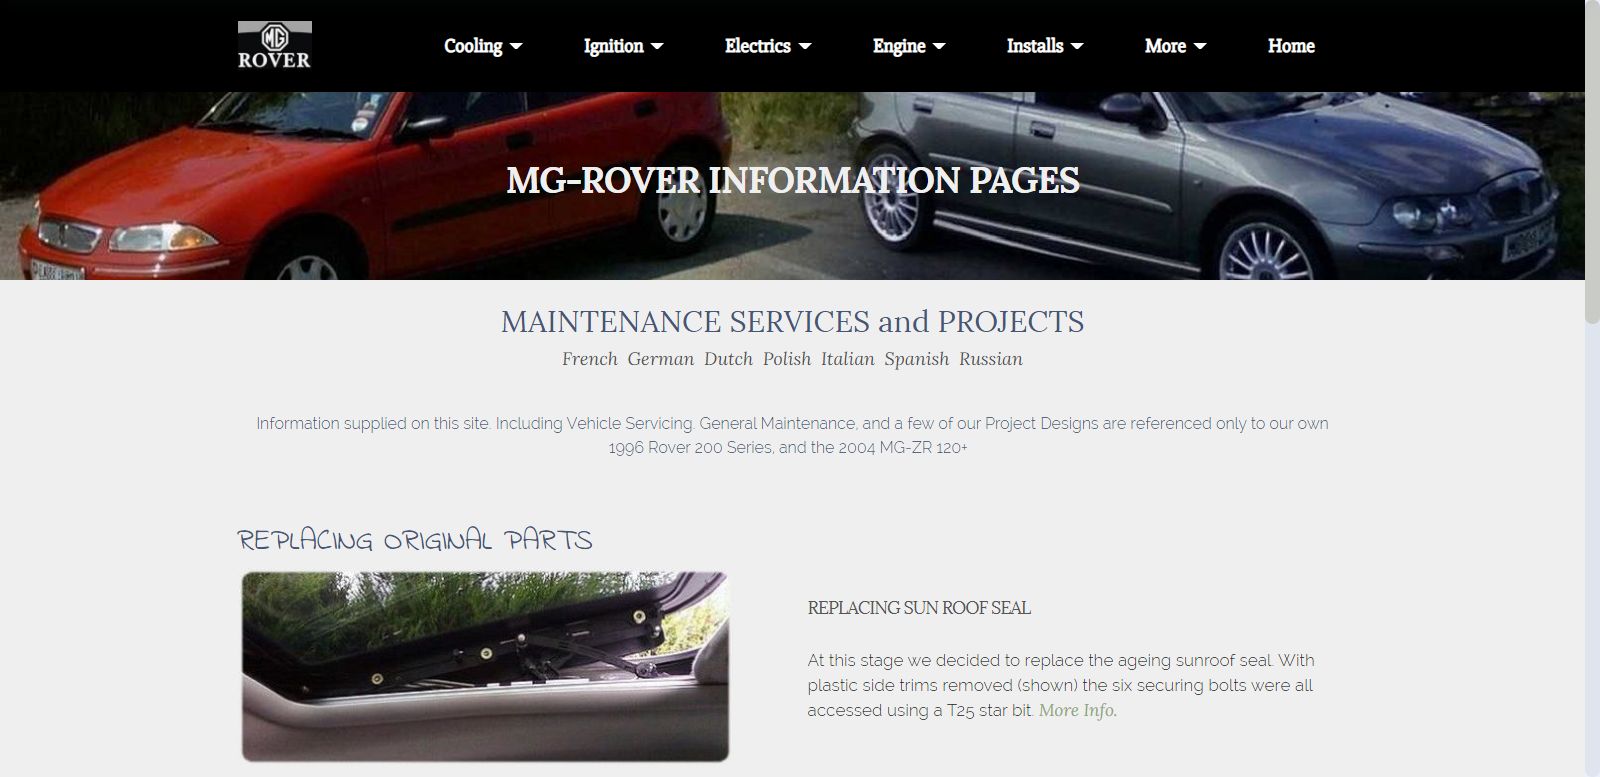 MG
ROVER
Cooling Ignition Electrics Engine Installs More Home
MG-ROVER INFORMATION PAGES
MAINTENANCE SERVICES and PROJECTS
French German Dutch Polish Italian Spanish Russian
Information supplied on this site. Including Vehicle Servicing. General Maintenance, and a few of our Project Designs are referenced only to our own
1996 Rover 200 Series, and the 2004 MG-ZR 120+
REPLACING ORIGINAL PARTS
REPLACING SUN ROOF SEAL
At this stage we decided to replace the ageing sunroof seal. With
plastic side trims removed (shown) the six securing bolts were all
accessed using a T25 star bit. More Info.